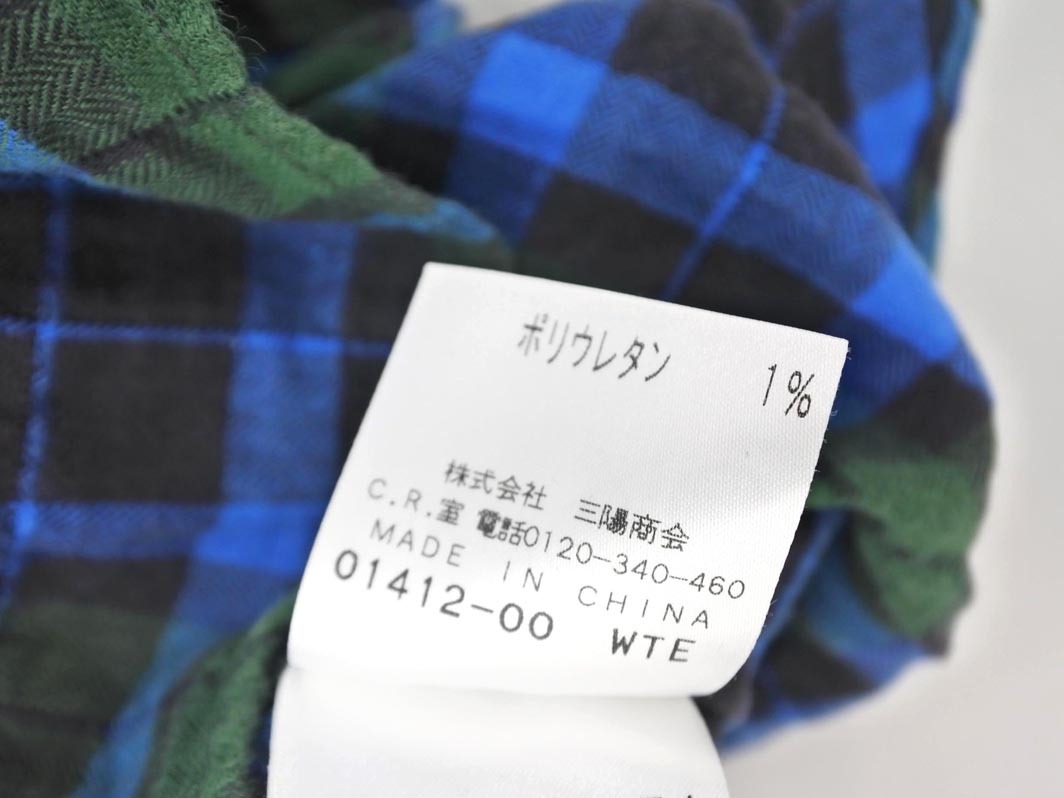 ポリウレタン 1%
株式会社 三陽商会
C.R.室 電話0120-340-460
MADE IN CHINA
01412-00 WTE